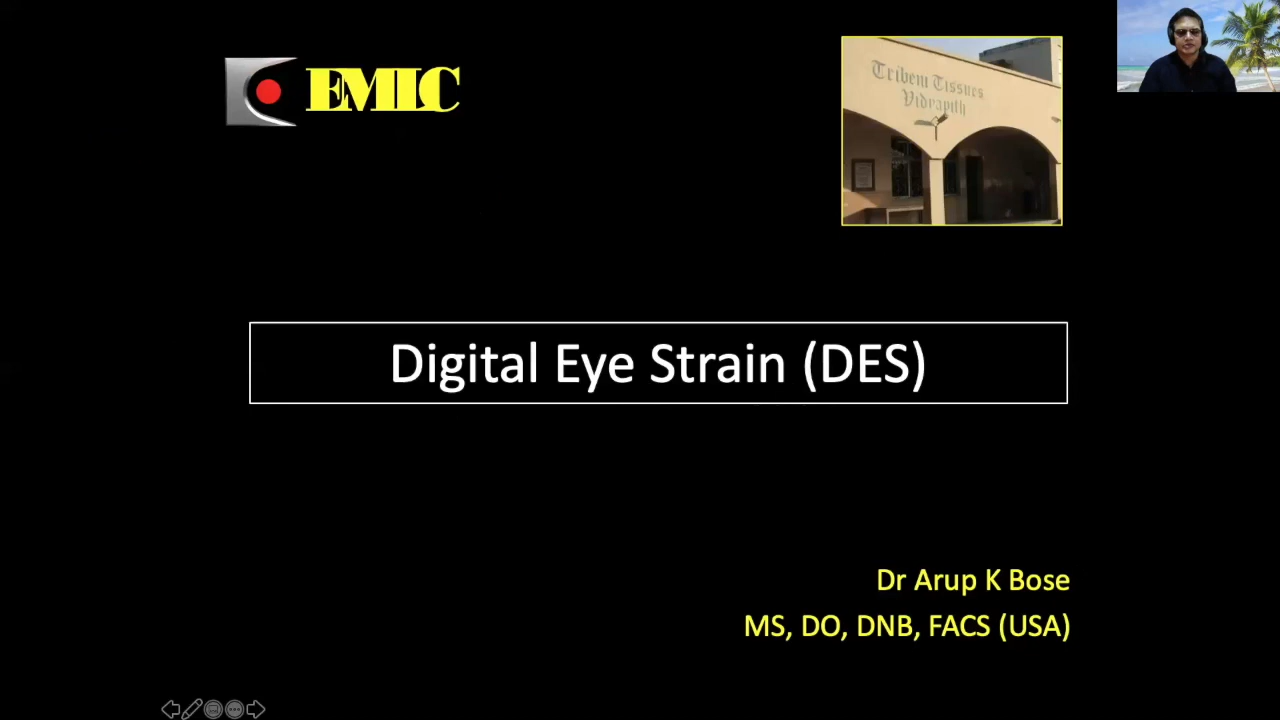 EMIC
Tribeni Tissues
Vidyapith
Digital Eye Strain (DES)
Dr Arup K Bose
MS, DO, DNB, FACS (USA)